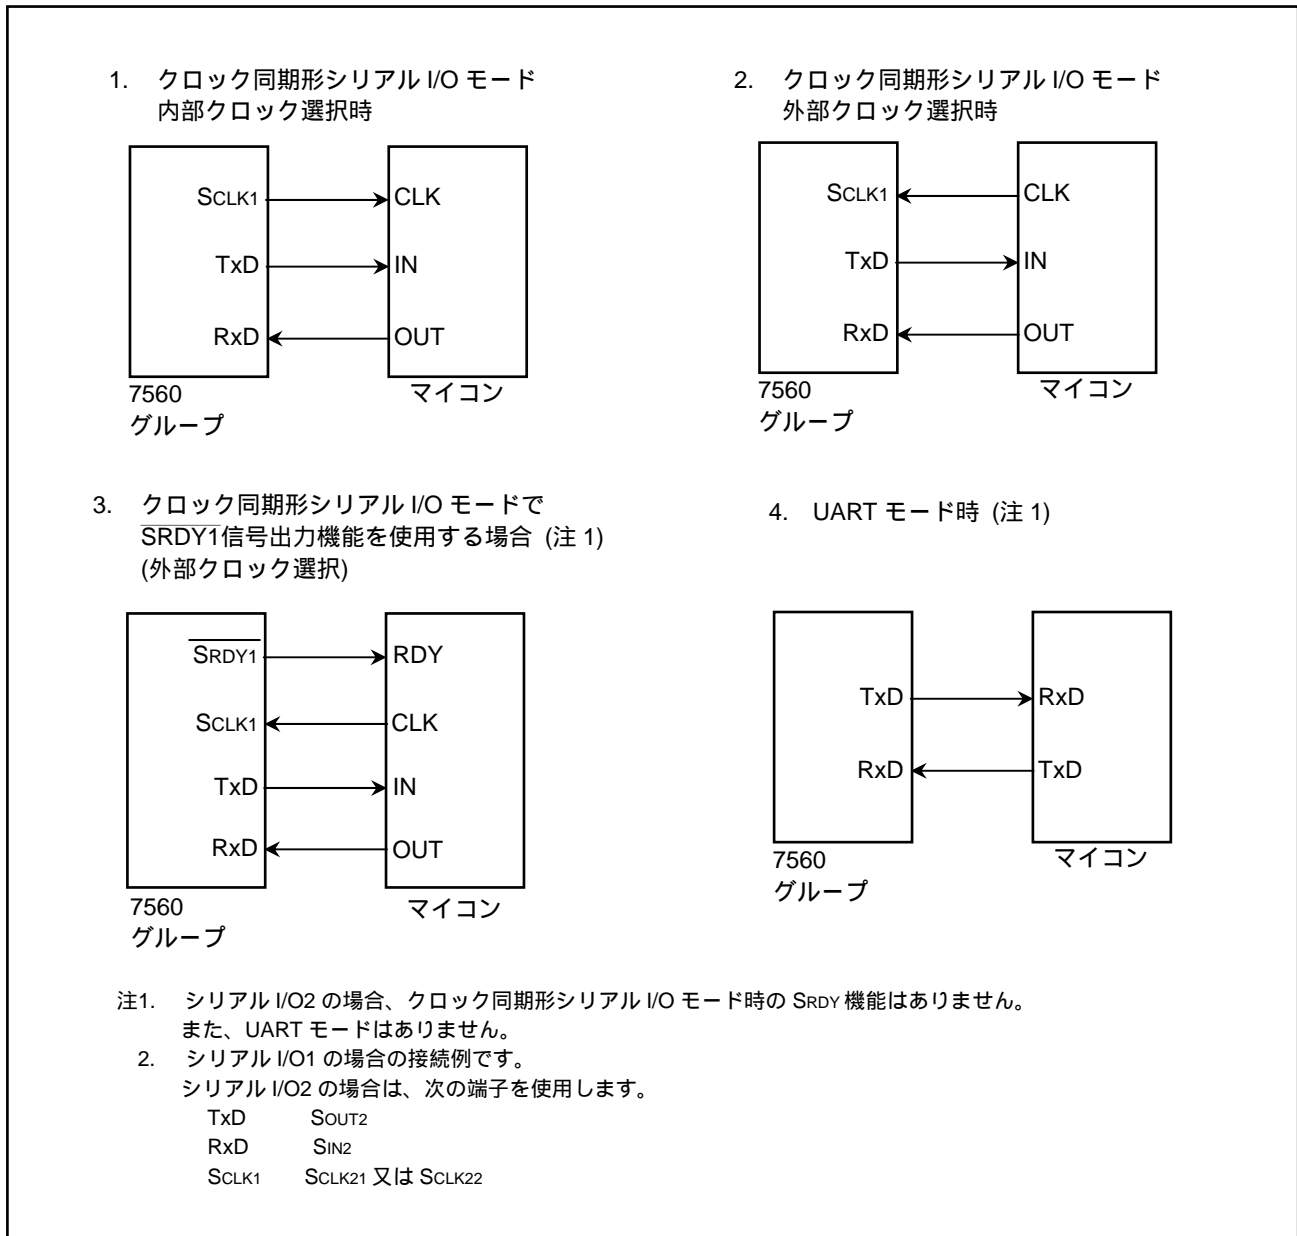 1. クロック同期形シリアル I/O モード
内部クロック選択時
SCLK1
CLK
TxD
IN
RxD
OUT
7560
グループ
マイコン
2. クロック同期形シリアル I/O モード
外部クロック選択時
SCLK1
CLK
TxD
IN
RxD
OUT
7560
グループ
マイコン
3. クロック同期形シリアル I/O モードで
SRDY1信号出力機能を使用する場合 (注 1)
(外部クロック選択)
SRDY1
RDY
SCLK1
CLK
TxD
IN
RxD
OUT
7560
グループ
マイコン
4. UART モード時 (注 1)
TxD
RxD
RxD
TxD
7560
グループ
マイコン
注1. シリアル I/O2 の場合、クロック同期形シリアル I/O モード時の SRDY 機能はありません。
また、UART モードはありません。
2. シリアル I/O1 の場合の接続例です。
シリアル I/O2 の場合は、次の端子を使用します。
TxD SOUT2
RxD SIN2
SCLK1 SCLK21 又は SCLK22